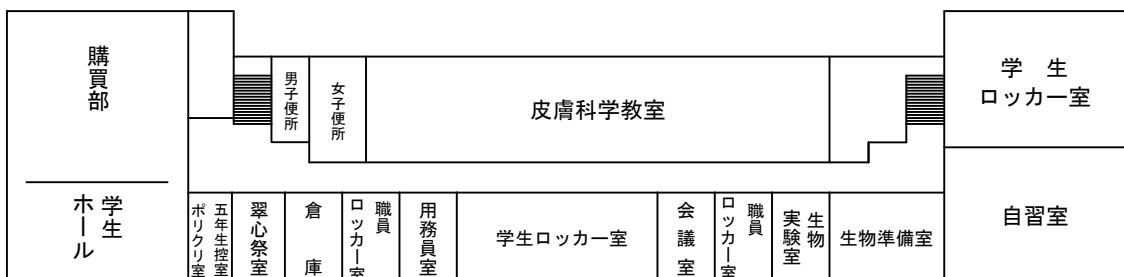 購買部
学生
ホール
男子便所
女子便所
皮膚科学教室
学 生
ロッカー室
五年生控室
ポリクリ室
翠心祭室
倉庫
職員
ロッカー室
用務員室
学生ロッカー室
会議室
職員
ロッカー室
生物
実験室
生物準備室
自習室